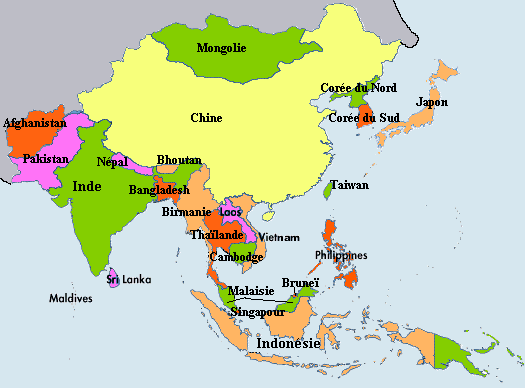 Mongolie
Corée du Nord
Japon
Chine
Corée du Sud
Afghanistan
Pakistan
Népal
Bhoutan
Inde
Bangladesh
Taiwan
Birmanie
Laos
Thaïlande
Vietnam
Cambodge
Philippines
Sri Lanka
Bruneï
Malaisie
Maldives
Singapour
Indonésie